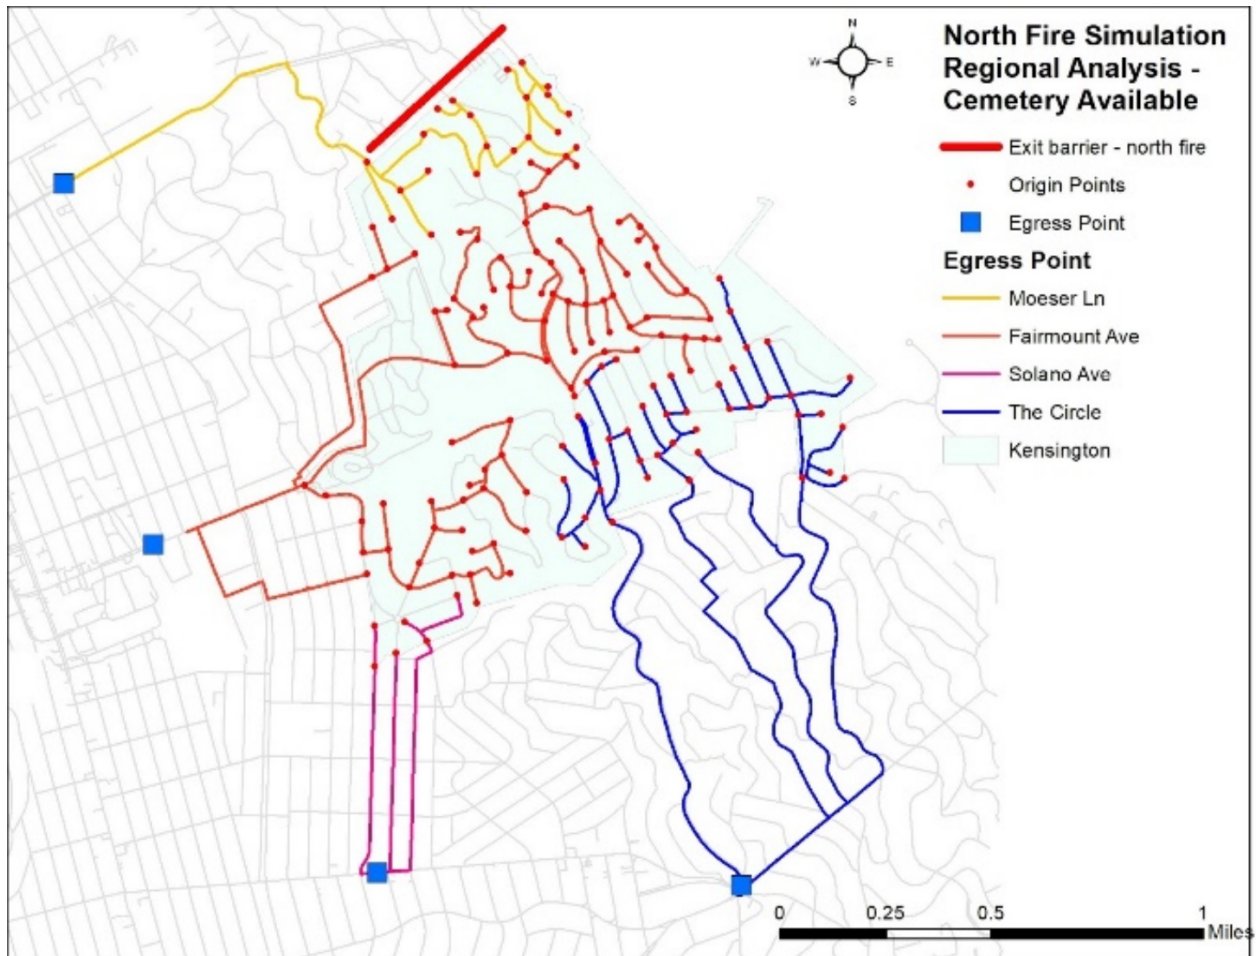 North Fire Simulation
Regional Analysis -
Cemetery Available
N
W E
S
Exit barrier - north fire
Origin Points
Egress Point
Egress Point
Moeser Ln
Fairmount Ave
Solano Ave
The Circle
Kensington
0 0.25 0.5 1
Miles